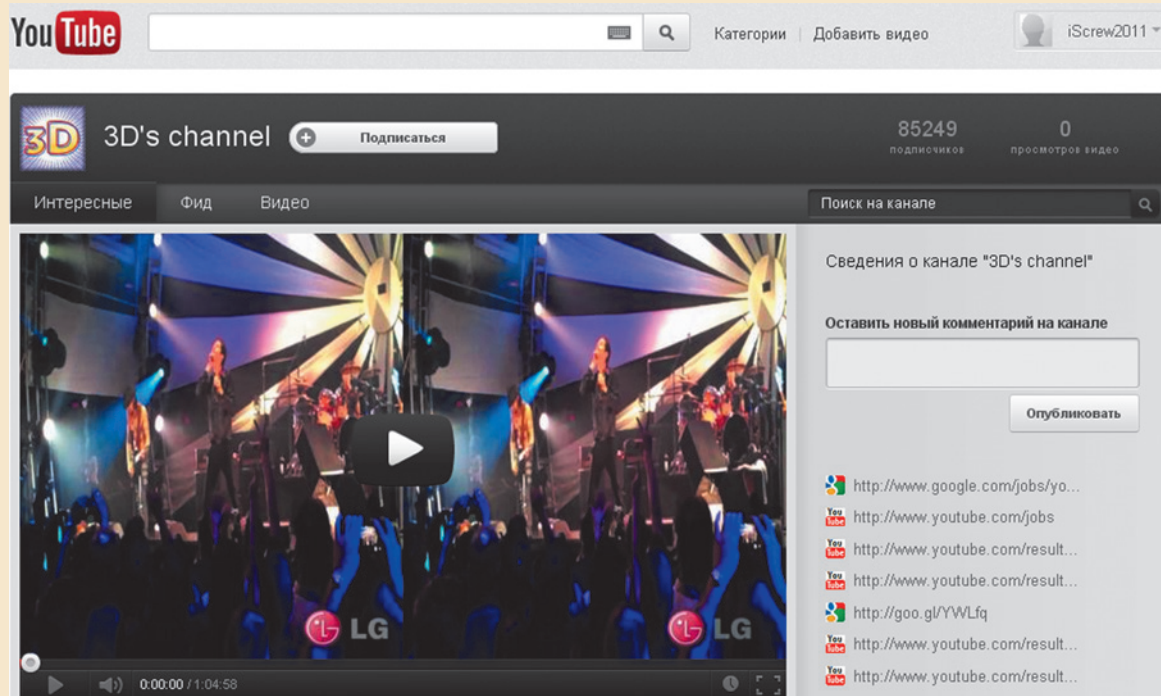 You Tube
Категории | Добавить видео
iScrew2011
3D
3D's channel
Подписаться
85249
подписчиков
0
просмотров видео
Интересные Фид Видео
Поиск на канале
LG LG
0:00:00 / 1:04:58
Сведения о канале "3D's channel"
Оставить новый комментарий на канале
Опубликовать
http://www.google.com/jobs/yo...
http://www.youtube.com/jobs
http://www.youtube.com/result...
http://www.youtube.com/result...
http://goo.gl/YWLfq
http://www.youtube.com/result...
http://www.youtube.com/result...